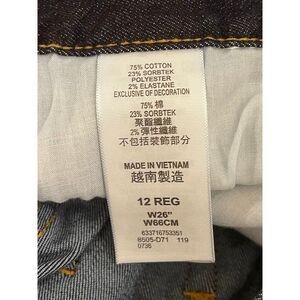 75% COTTON
23% SORBTEK
POLYESTER
2% ELASTANE
EXCLUSIVE OF DECORATION
75% 棉
23% SORBTEK
聚酯纖維
2% 彈性纖維
不包括裝飾部分
MADE IN VIETNAM
越南製造
12 REG
W26"
W66CM
633716753351
8505-D71 119
0736